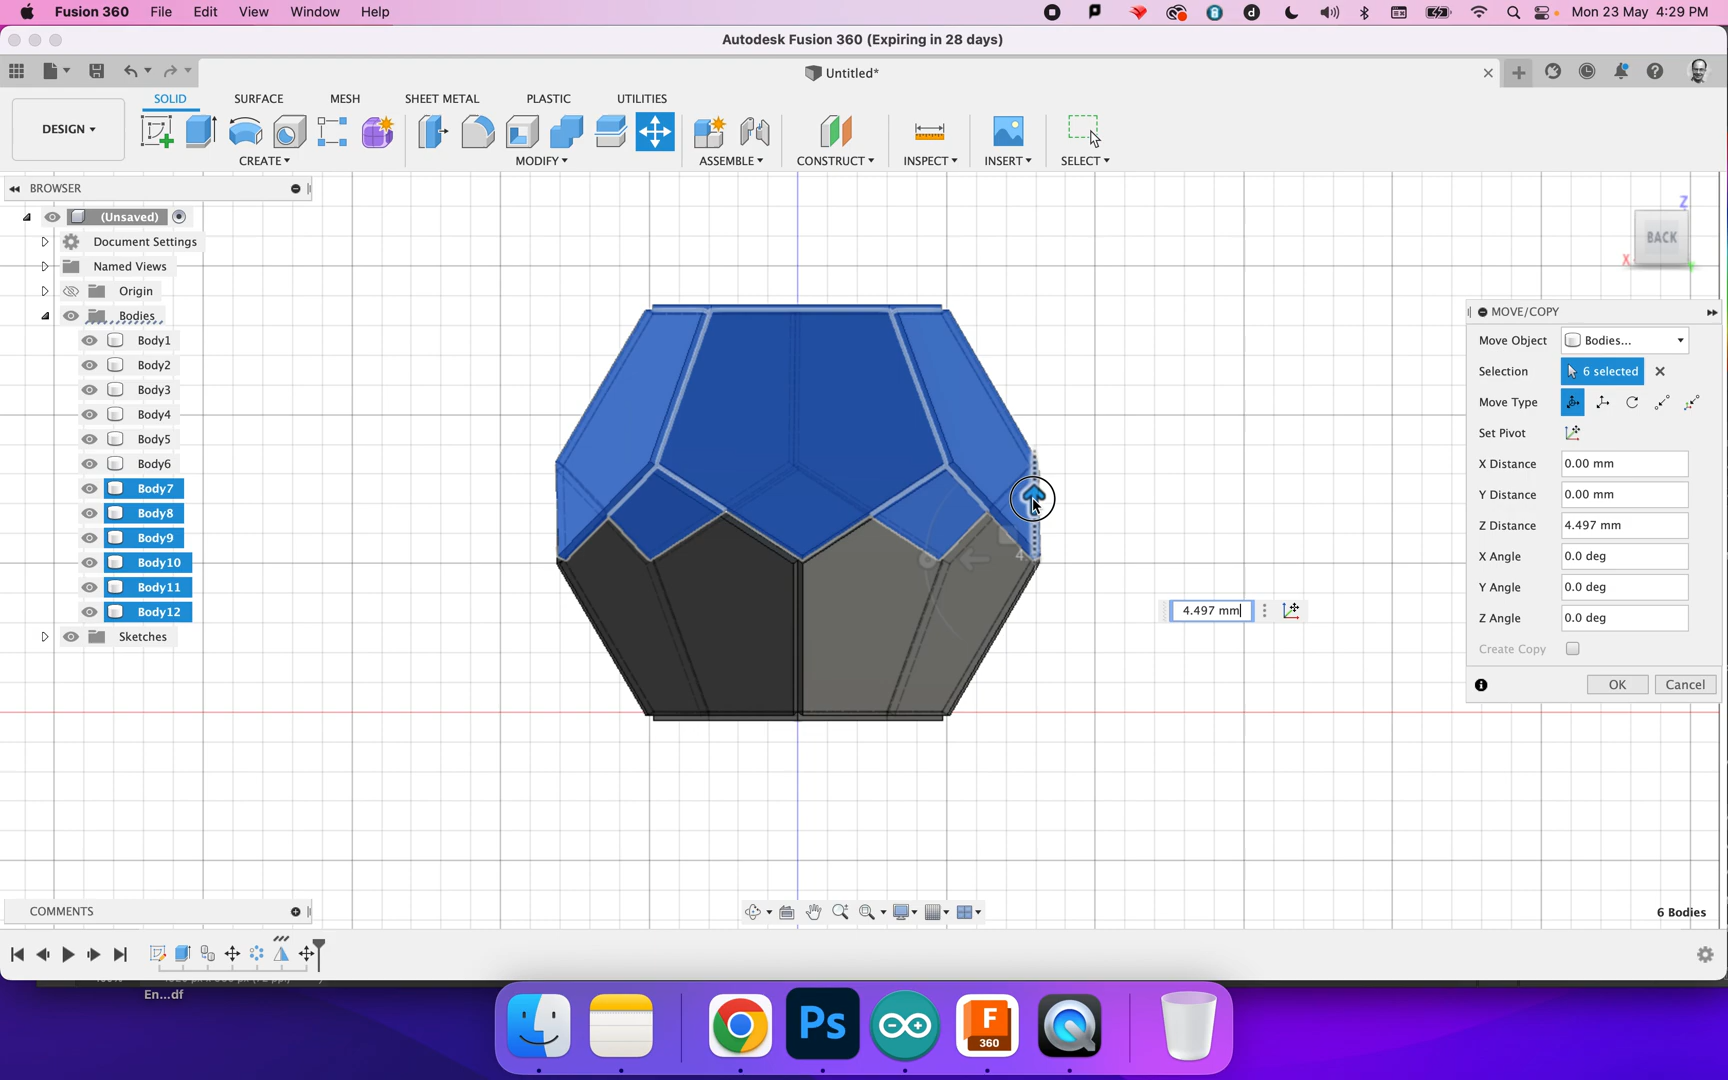 Fusion 360 File Edit View Window Help Mon 23 May 4:29 PM
Autodesk Fusion 360 (Expiring in 28 days)
Untitled*
SOLID SURFACE MESH SHEET METAL PLASTIC UTILITIES
DESIGN
CREATE MODIFY ASSEMBLE CONSTRUCT INSPECT INSERT SELECT
BROWSER
(Unsaved)
Document Settings
Named Views
Origin
Bodies
Body1
Body2
Body3
Body4
Body5
Body6
Body7
Body8
Body9
Body10
Body11
Body12
Sketches
Z
BACK
X
MOVE/COPY
Move Object Bodies...
Selection 6 selected
Move Type
Set Pivot
X Distance 0.00 mm
Y Distance 0.00 mm
Z Distance 4.497 mm
X Angle 0.0 deg
Y Angle 0.0 deg
Z Angle 0.0 deg
Create Copy
OK Cancel
4.497 mm
COMMENTS
6 Bodies
En...df
Ps
F
360